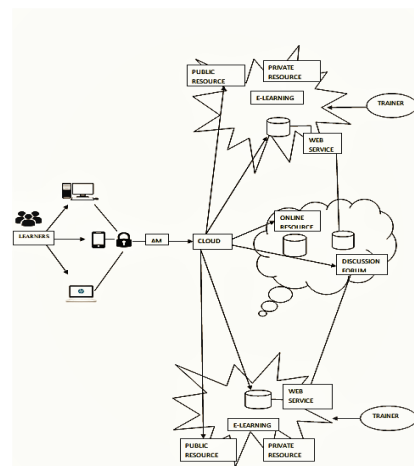 PUBLIC
RESOURCE
PRIVATE
RESOURCE
E-LEARNING
TRAINER
WEB
SERVICE
LEARNERS
AM
CLOUD
ONLINE
RESOURCE
DISCUSSION
FORUM
WEB
SERVICE
E-LEARNING
TRAINER
PUBLIC
RESOURCE
PRIVATE
RESOURCE